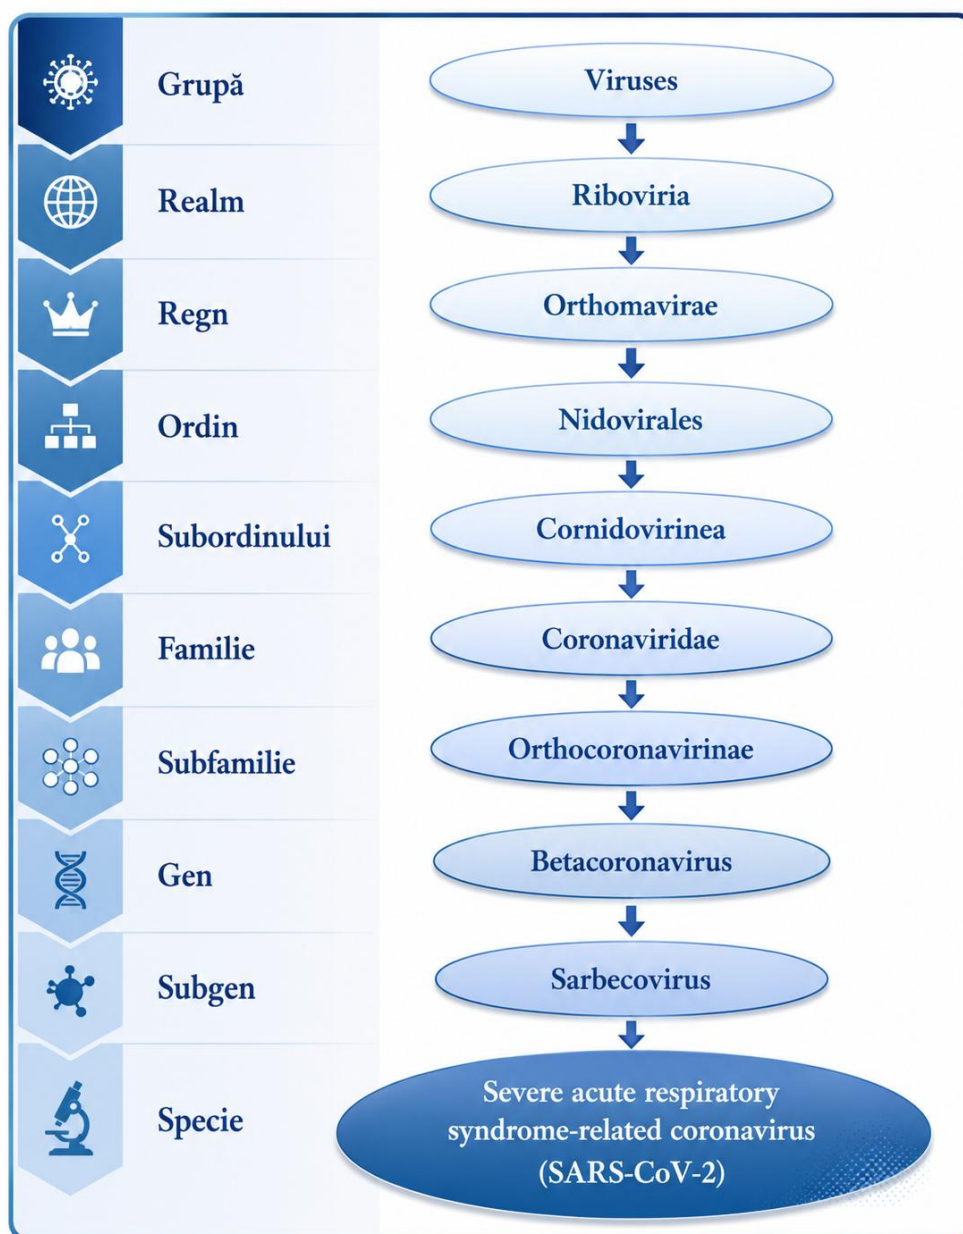 Grupă
Viruses
Realm
Riboviria
Regn
Orthomavirae
Ordin
Nidovirales
Subordinului
Cornidovirinea
Familie
Coronaviridae
Subfamilie
Orthocoronavirinae
Gen
Betacoronavirus
Subgen
Sarbecovirus
Specie
Severe acute respiratory
syndrome-related coronavirus
(SARS-CoV-2)